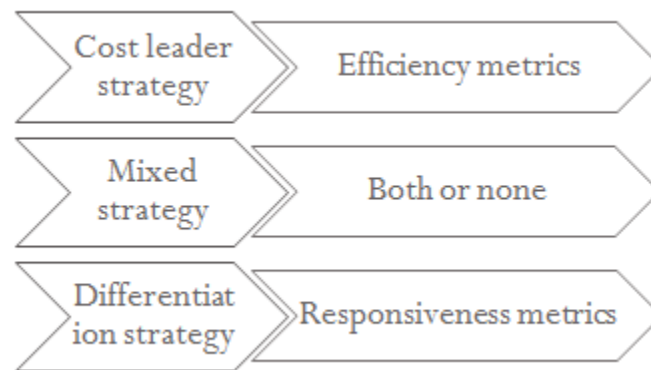 Cost leader
strategy
Efficiency metrics
Mixed
strategy
Both or none
Differentiat
ion strategy
Responsiveness metrics